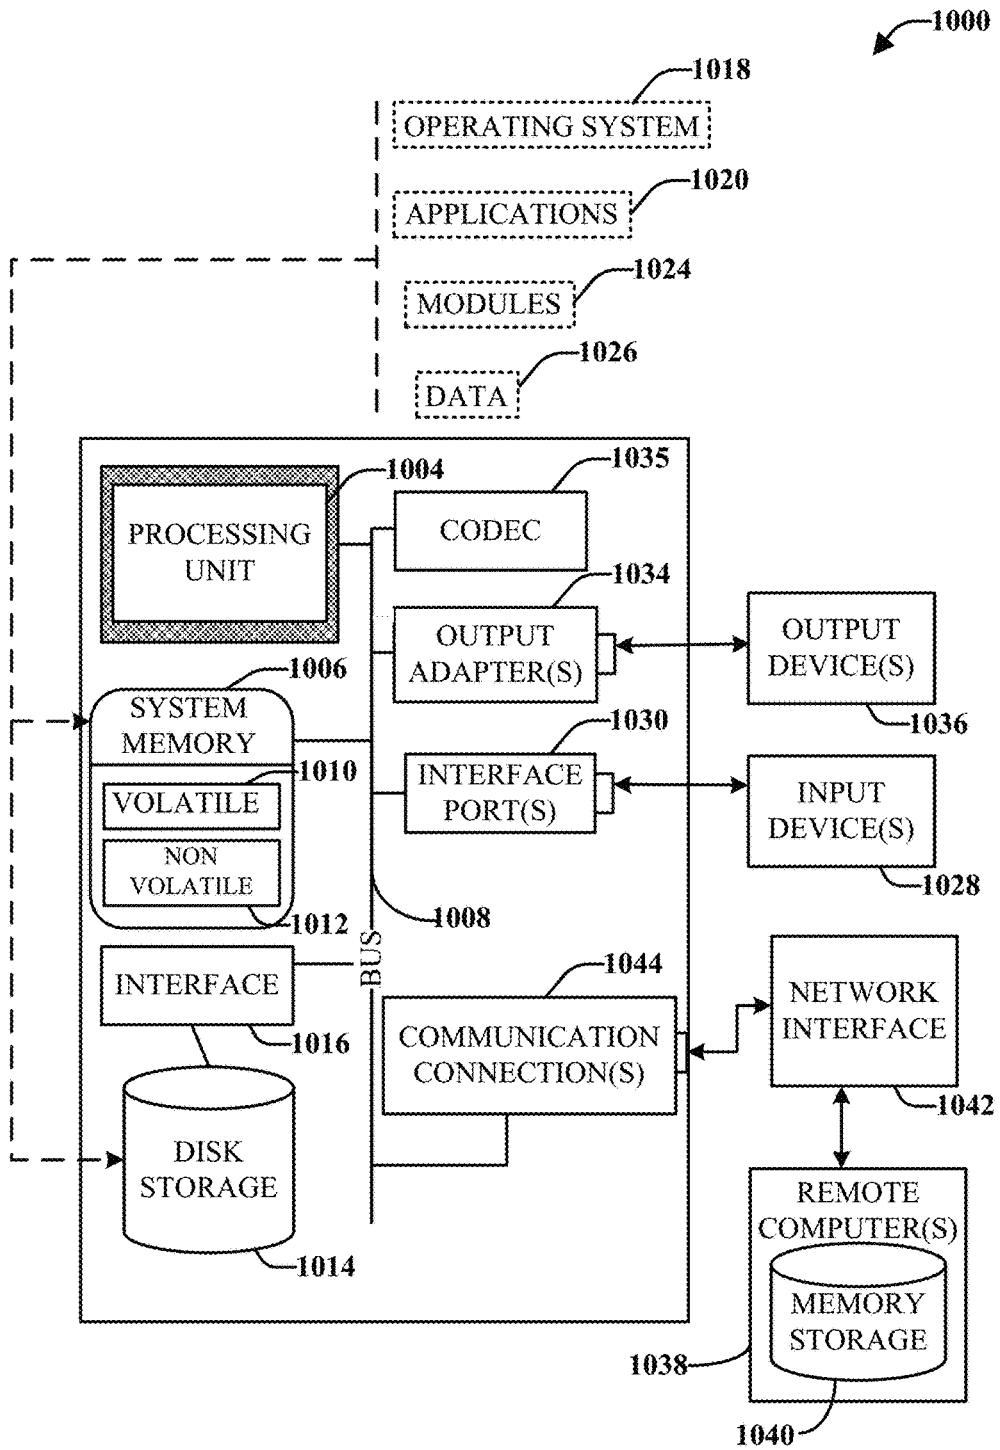 1000
1018
OPERATING SYSTEM
1020
APPLICATIONS
1024
MODULES
1026
DATA
1004
PROCESSING
UNIT
1035
CODEC
1034
OUTPUT
ADAPTER(S)
OUTPUT
DEVICE(S)
1036
1006
SYSTEM
MEMORY
1010
VOLATILE
NON
VOLATILE
1012
1030
INTERFACE
PORT(S)
INPUT
DEVICE(S)
1028
1008
BUS
INTERFACE
1016
1044
COMMUNICATION
CONNECTION(S)
NETWORK
INTERFACE
1042
DISK
STORAGE
1014
REMOTE
COMPUTER(S)
MEMORY
STORAGE
1038
1040